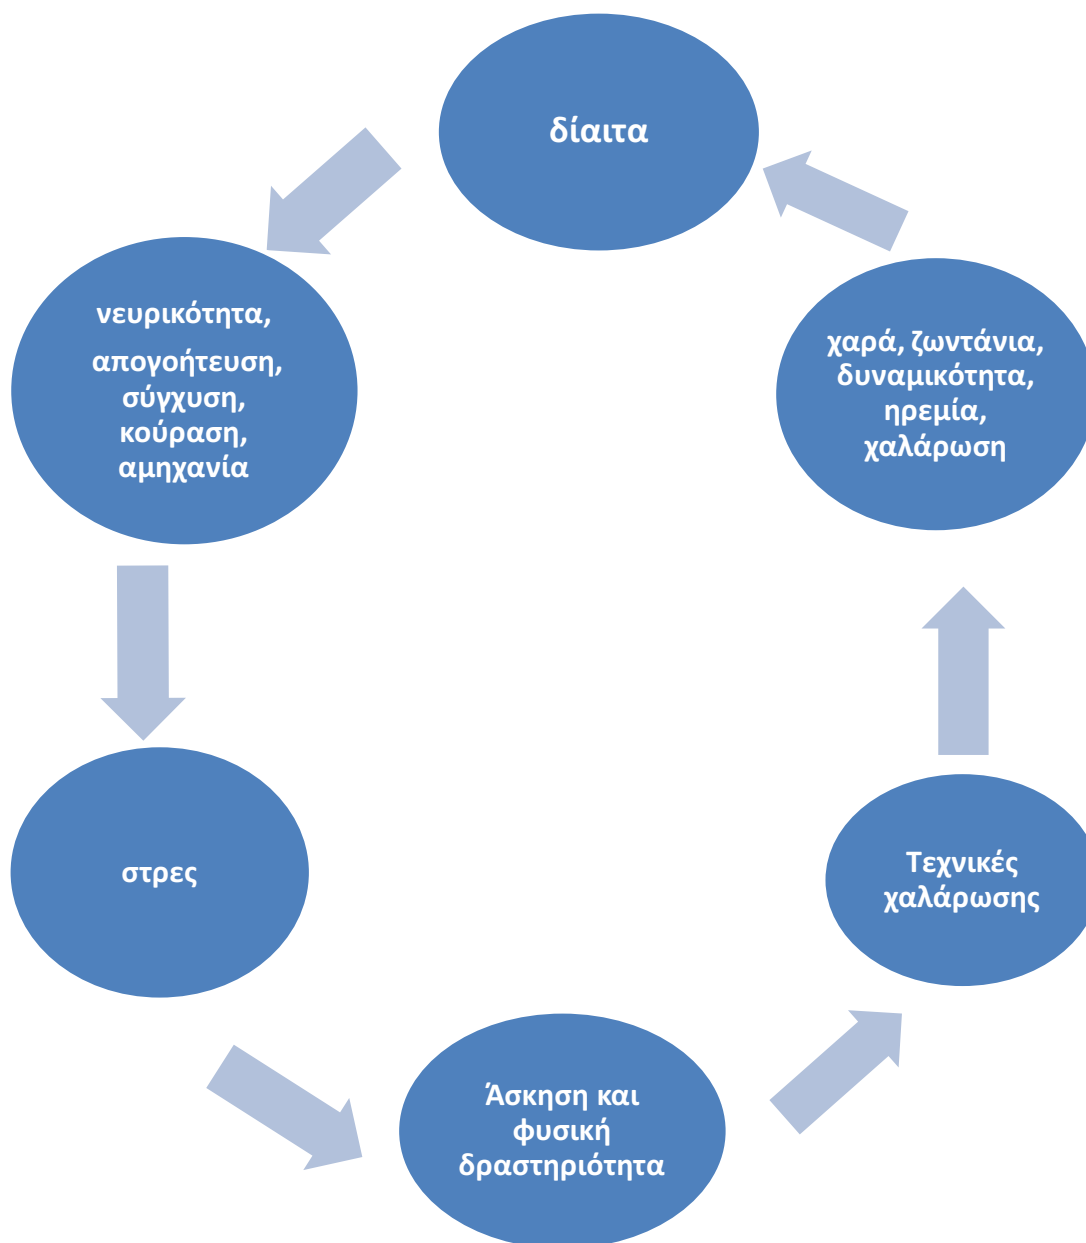 δίαιτα
νευρικότητα,
απογοήτευση,
σύγχυση,
κούραση,
αμηχανία
στρες
Άσκηση και
φυσική
δραστηριότητα
Τεχνικές
χαλάρωσης
χαρά, ζωντάνια,
δυναμικότητα,
ηρεμία,
χαλάρωση